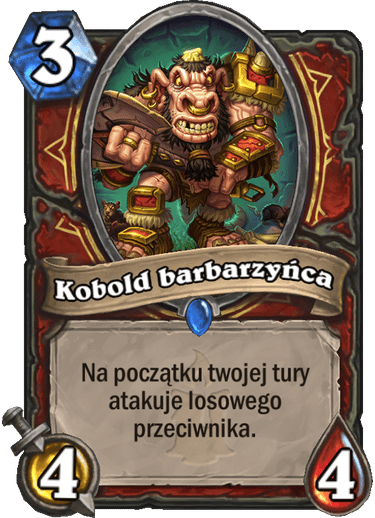 3
Kobold barbarzyńca
Na początku twojej tury
atakuje losowego
przeciwnika.
4
4